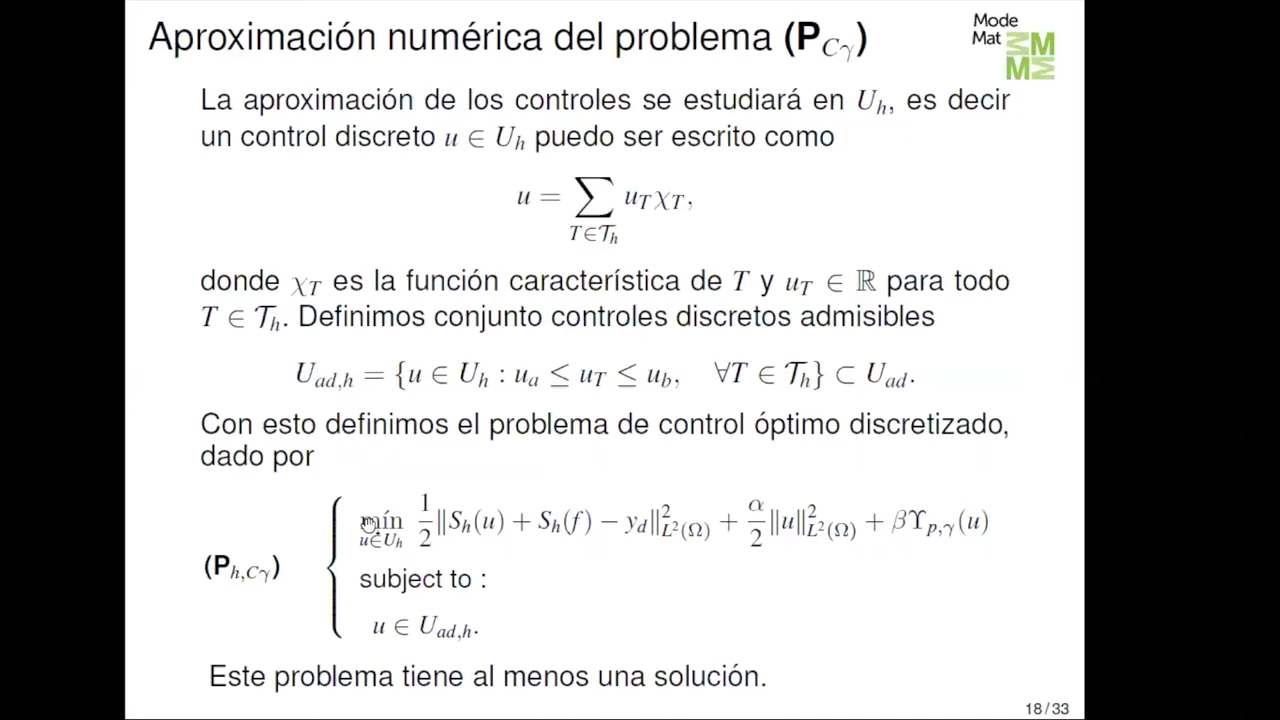 Aproximación numérica del problema (P_{Cγ})
Mode
Mat
M
M
La aproximación de los controles se estudiará en U_h, es decir
un control discreto u ∈ U_h puedo ser escrito como
u = ∑_{T∈𝒯_h} u_T χ_T,
donde χ_T es la función característica de T y u_T ∈ ℝ para todo
T ∈ 𝒯_h. Definimos conjunto controles discretos admisibles
U_{ad,h} = {u ∈ U_h : u_a ≤ u_T ≤ u_b, ∀T ∈ 𝒯_h} ⊂ U_{ad}.
Con esto definimos el problema de control óptimo discretizado,
dado por
(P_{h,Cγ}) { mín_{u∈U_h} 1/2 ‖S_h(u) + S_h(f) − y_d‖²_{L²(Ω)} + α/2 ‖u‖²_{L²(Ω)} + βϒ_{p,γ}(u)
subject to :
u ∈ U_{ad,h}.
Este problema tiene al menos una solución.
18/33